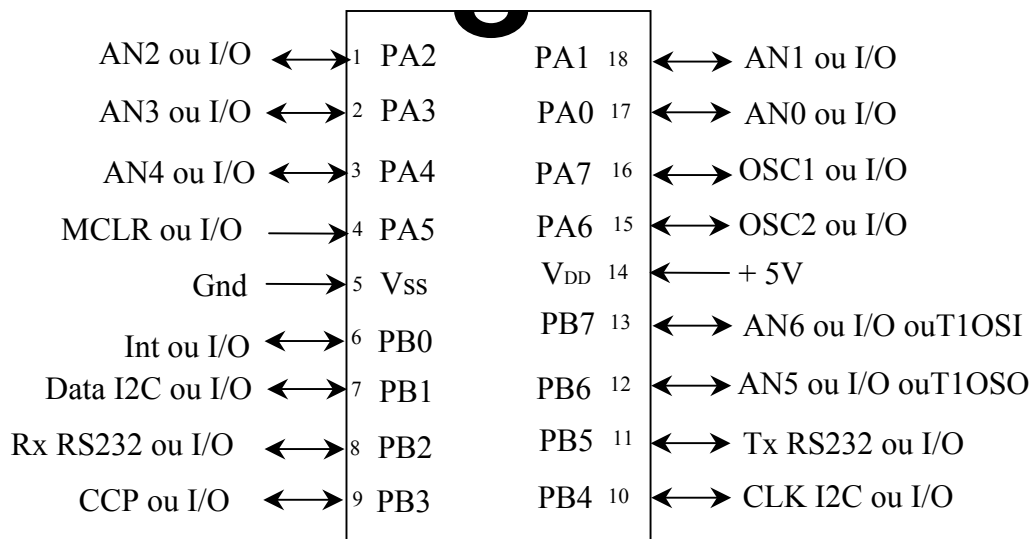 AN2 ou I/O 1 PA2 PA1 18 AN1 ou I/O
AN3 ou I/O 2 PA3 PA0 17 AN0 ou I/O
AN4 ou I/O 3 PA4 PA7 16 OSC1 ou I/O
MCLR ou I/O 4 PA5 PA6 15 OSC2 ou I/O
Gnd 5 Vss VDD 14 + 5V
Int ou I/O 6 PB0 PB7 13 AN6 ou I/O ouT1OSI
Data I2C ou I/O 7 PB1 PB6 12 AN5 ou I/O ouT1OSO
Rx RS232 ou I/O 8 PB2 PB5 11 Tx RS232 ou I/O
CCP ou I/O 9 PB3 PB4 10 CLK I2C ou I/O